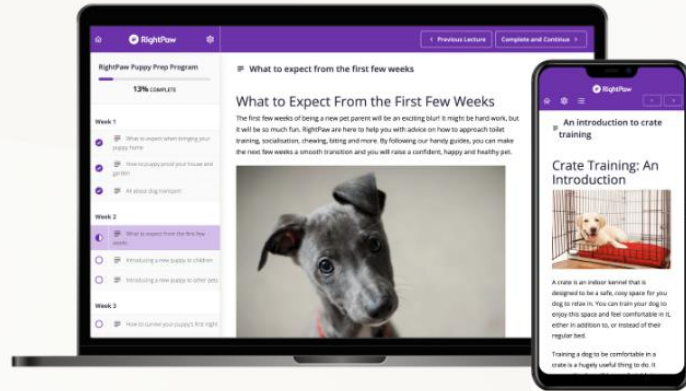 RightPaw
Previous Lecture
Complete and Continue
RightPaw Puppy Prep Program
13% COMPLETE
Week 1
What to expect when bringing your
puppy home
How to puppy proof your house and
garden
All about dog transport
Week 2
What to expect from the first few
weeks
Introducing a new puppy to children
Introducing a new puppy to other pets
Week 3
How to survive your puppy's first night
What to expect from the first few weeks
What to Expect From the First Few Weeks
The first few weeks of being a new pet parent will be an exciting blur! It might be hard work, but
it will be so much fun. RightPaw are here to help you with advice on how to approach toilet
training, socialisation, chewing, biting and more. By following our handy guides, you can make
the next few weeks a smooth transition and you will raise a confident, happy and healthy pet.
RightPaw
An introduction to crate
training
Crate Training: An
Introduction
A crate is an indoor kennel that is
designed to be a safe, cosy space for you
dog to relax in. You can train your dog to
enjoy this space and feel comfortable in it,
either in addition to, or instead of their
regular bed.
Training a dog to be comfortable in a
crate is a hugely useful thing to do. It